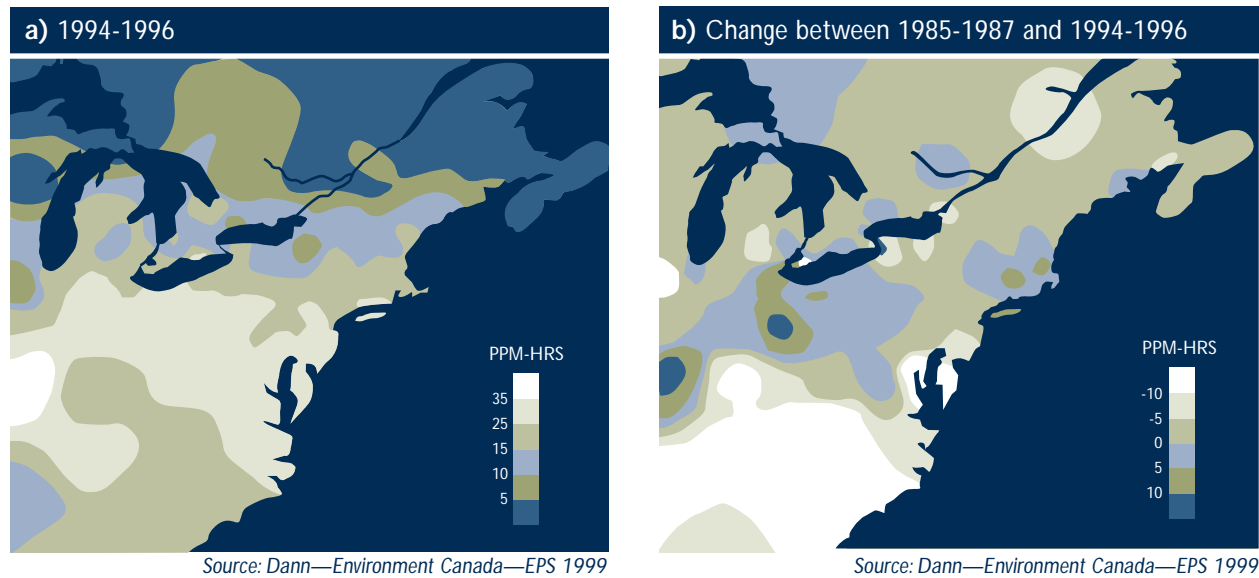 a) 1994-1996
PPM-HRS
35
25
15
10
5
Source: Dann—Environment Canada—EPS 1999
b) Change between 1985-1987 and 1994-1996
PPM-HRS
-10
-5
0
5
10
Source: Dann—Environment Canada—EPS 1999